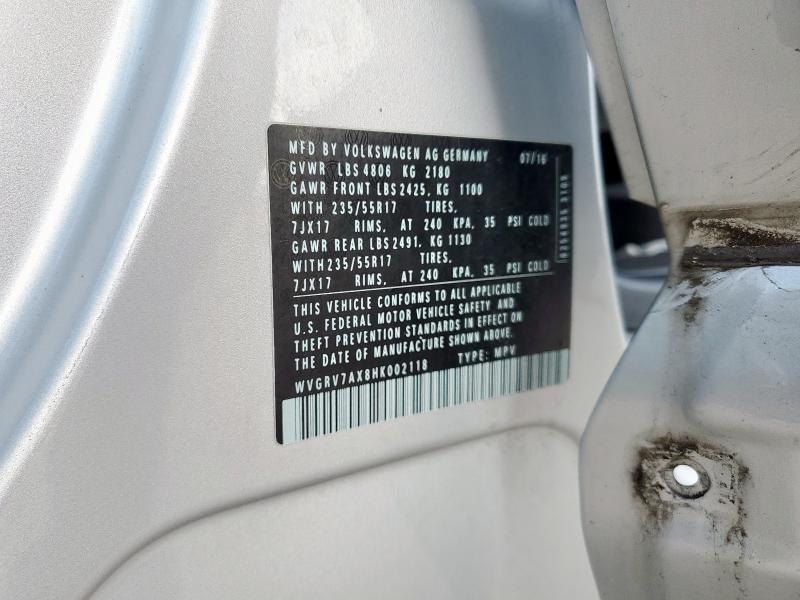 MFD BY VOLKSWAGEN AG GERMANY 07/16
GVWR LBS 4806 KG 2180
GAWR FRONT LBS 2425, KG 1100
WITH 235/55R17 TIRES,
7JX17 RIMS, AT 240 KPA, 35 PSI COLD
GAWR REAR LBS 2491, KG 1130
WITH 235/55R17 TIRES,
7JX17 RIMS, AT 240 KPA, 35 PSI COLD
THIS VEHICLE CONFORMS TO ALL APPLICABLE
U.S. FEDERAL MOTOR VEHICLE SAFETY AND
THEFT PREVENTION STANDARDS IN EFFECT ON
THE DATE OF MANUFACTURE SHOWN ABOVE.
WVGRV7AX8HK002118 TYPE: MPV